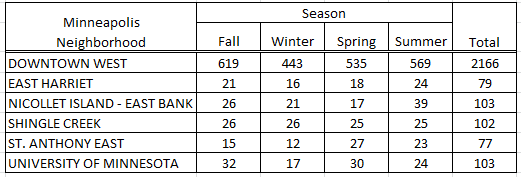 Minneapolis Neighborhood Season
Fall Winter Spring Summer Total
DOWNTOWN WEST 619 443 535 569 2166
EAST HARRIET 21 16 18 24 79
NICOLLET ISLAND - EAST BANK 26 21 17 39 103
SHINGLE CREEK 26 26 25 25 102
ST. ANTHONY EAST 15 12 27 23 77
UNIVERSITY OF MINNESOTA 32 17 30 24 103